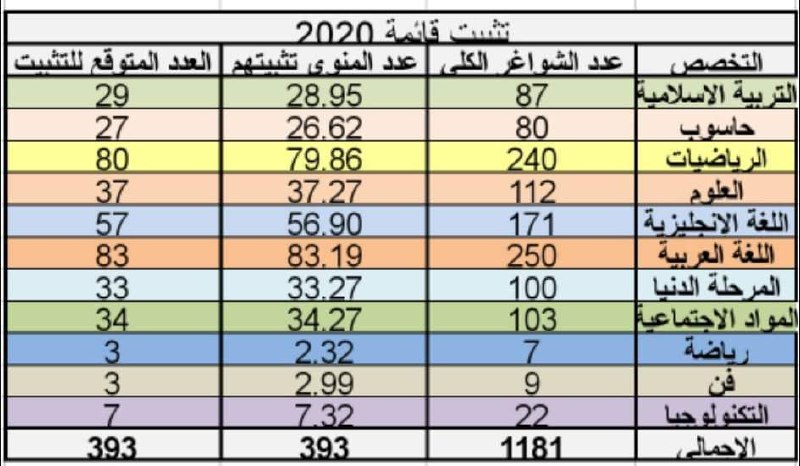 تثبيت قائمة 2020
التخصص عدد الشواغر الكلي عدد المنوي تثبيتهم العدد المتوقع للتثبيت
التربية الاسلامية 87 28.95 29
حاسوب 80 26.62 27
الرياضيات 240 79.86 80
العلوم 112 37.27 37
اللغة الانجليزية 171 56.90 57
اللغة العربية 250 83.19 83
المرحلة الدنيا 100 33.27 33
المواد الاجتماعية 103 34.27 34
رياضة 7 2.32 3
فن 9 2.99 3
التكنولوجيا 22 7.32 7
الاجمالي 1181 393 393